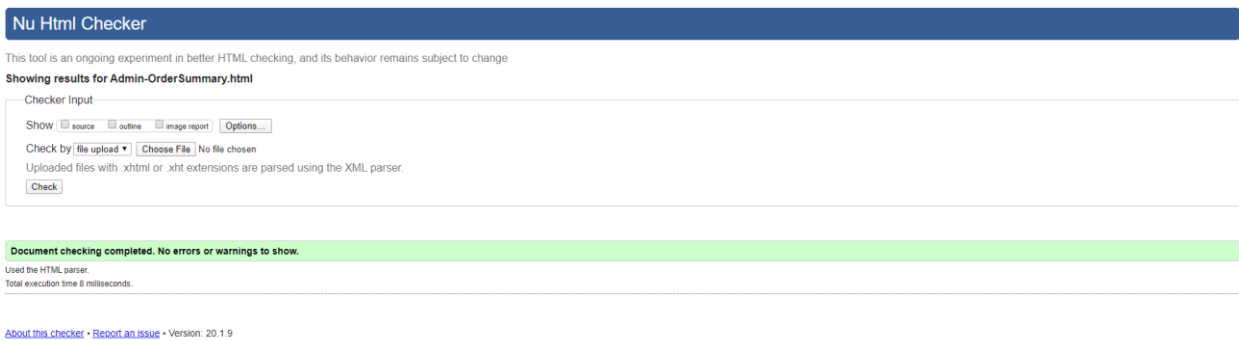 Nu Html Checker
This tool is an ongoing experiment in better HTML checking, and its behavior remains subject to change
Showing results for Admin-OrderSummary.html
Checker Input
Show source outline image report Options...
Check by file upload Choose File No file chosen
Uploaded files with .xhtml or .xht extensions are parsed using the XML parser.
Check
Document checking completed. No errors or warnings to show.
Used the HTML parser.
Total execution time 8 milliseconds.
About this checker • Report an issue • Version: 20.1.9